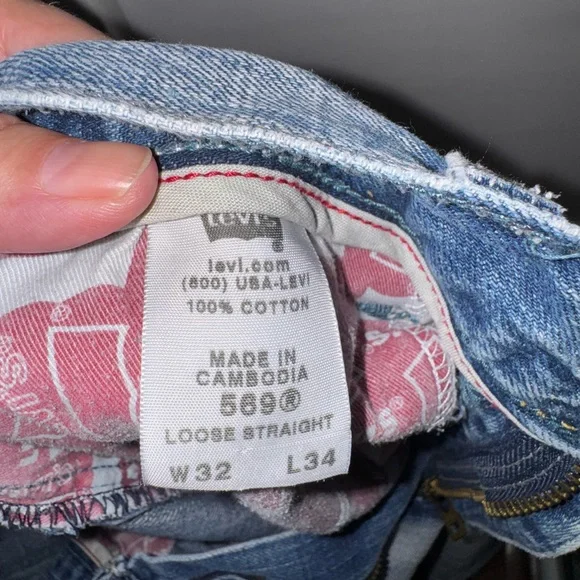 Levi's
levi.com
(800) USA-LEVI
100% COTTON
MADE IN
CAMBODIA
569®
LOOSE STRAIGHT
W32 L34